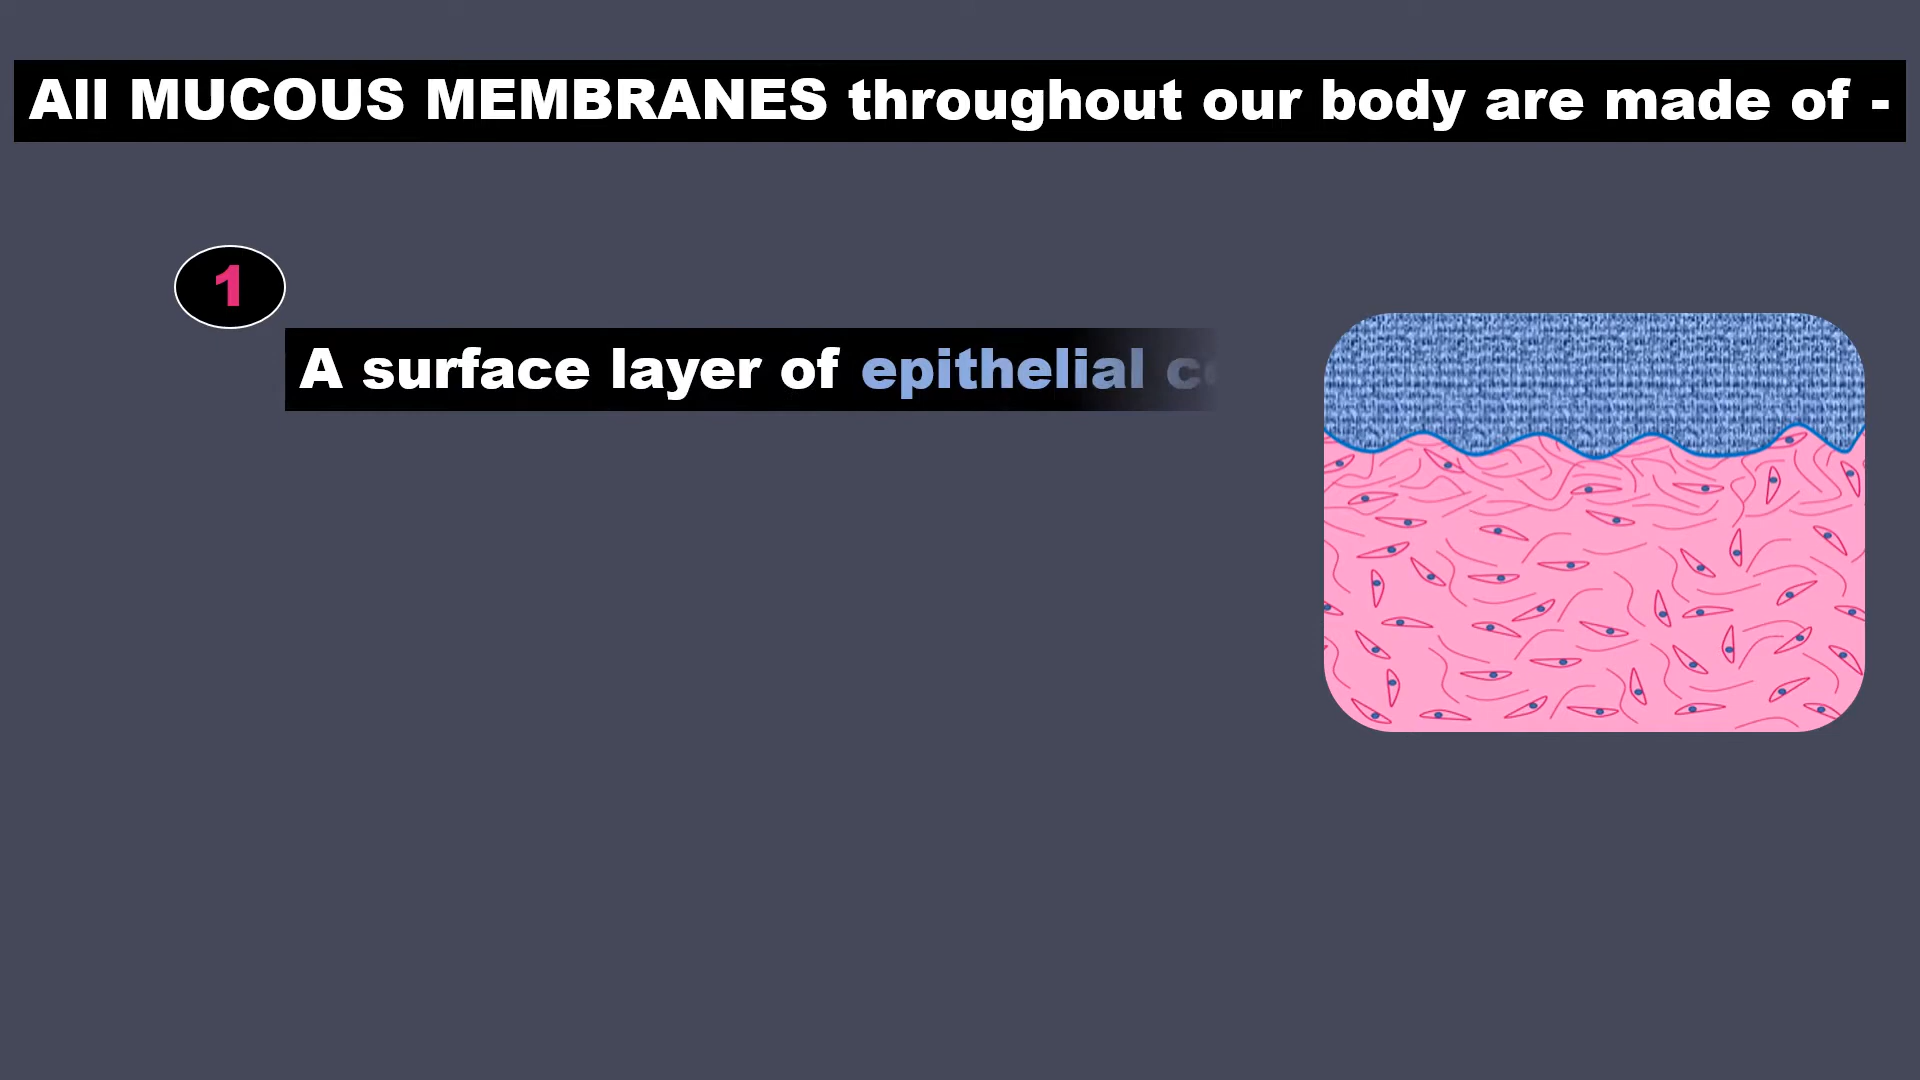 All MUCOUS MEMBRANES throughout our body are made of -
1
A surface layer of epithelial